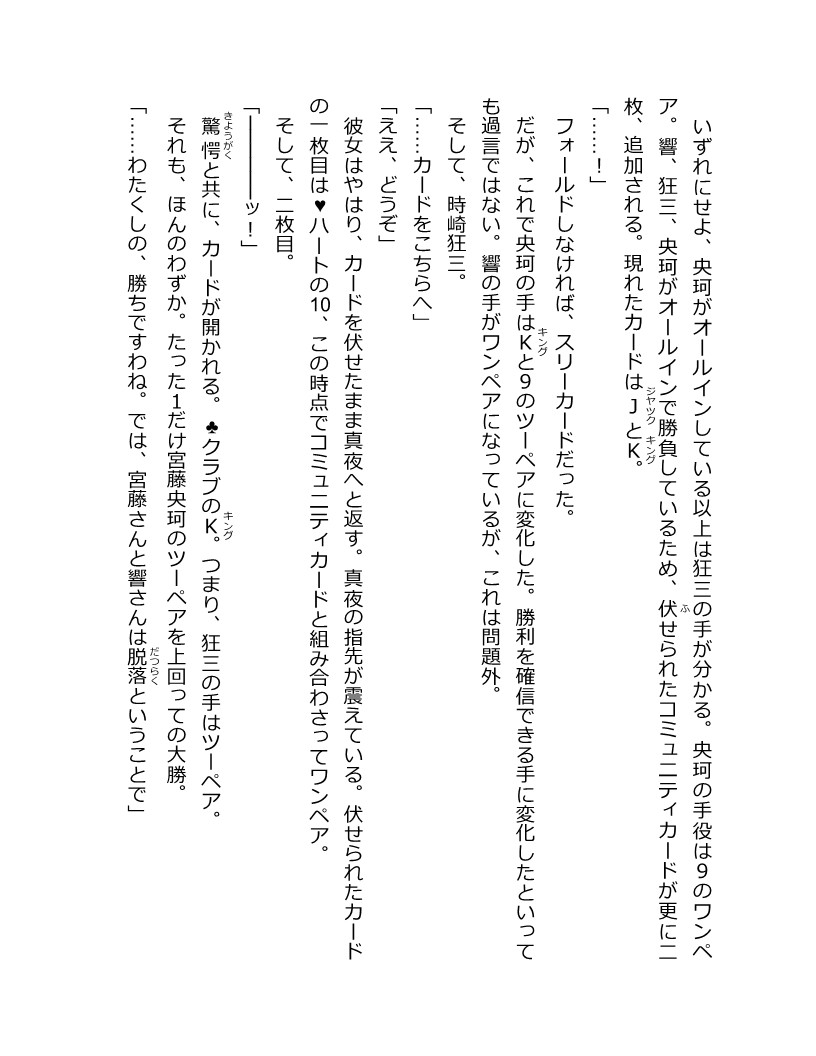 いずれにせよ、央珂がオールインしている以上は狂三の手が分かる。央珂の手役は９のワンペ
ア。響、狂三、央珂がオールインで勝負しているため、伏せられたコミュニティカードが更に二
枚、追加される。現れたカードはＪとＫ。
「……！」
フォールドしなければ、スリーカードだった。
だが、これで央珂の手はＫと９のツーペアに変化した。勝利を確信できる手に変化したといって
も過言ではない。響の手がワンペアになっているが、これは問題外。
そして、時崎狂三。
「……カードをこちらへ」
「ええ、どうぞ」
彼女はやはり、カードを伏せたまま真夜へと返す。真夜の指先が震えている。伏せられたカード
の一枚目は♥ハートの10、この時点でコミュニティカードと組み合わさってワンペア。
そして、二枚目。
「――――ッ！」
驚愕と共に、カードが開かれる。♣クラブのＫ。つまり、狂三の手はツーペア。
それも、ほんのわずか。たった１だけ宮藤央珂のツーペアを上回っての大勝。
「……わたくしの、勝ちですわね。では、宮藤さんと響さんは脱落ということで」